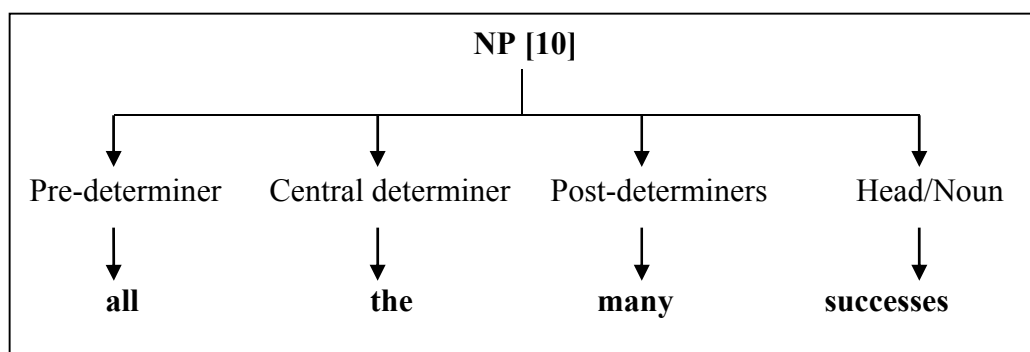 NP [10]
Pre-determiner Central determiner Post-determiners Head/Noun
all the many successes